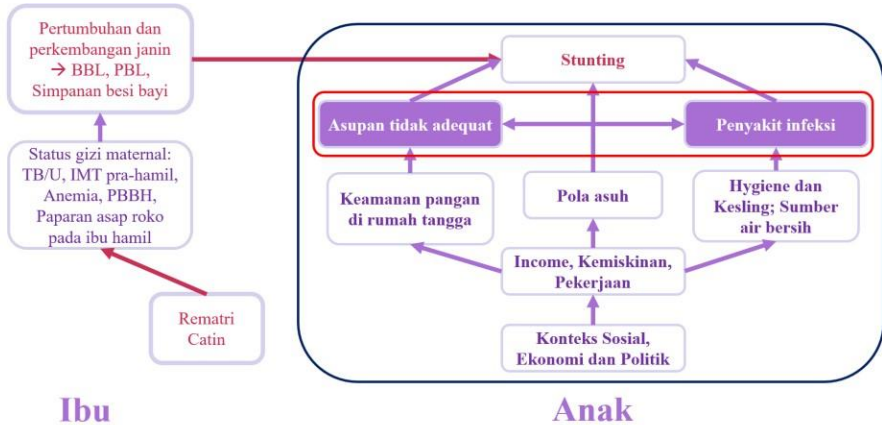 Pertumbuhan dan
perkembangan janin
→ BBL, PBL,
Simpanan besi bayi
Status gizi maternal:
TB/U, IMT pra-hamil,
Anemia, PBBH,
Paparan asap roko
pada ibu hamil
Rematri
Catin
Ibu
Stunting
Asupan tidak adequat
Penyakit infeksi
Keamanan pangan
di rumah tangga
Pola asuh
Hygiene dan
Kesling; Sumber
air bersih
Income, Kemiskinan,
Pekerjaan
Konteks Sosial,
Ekonomi dan Politik
Anak